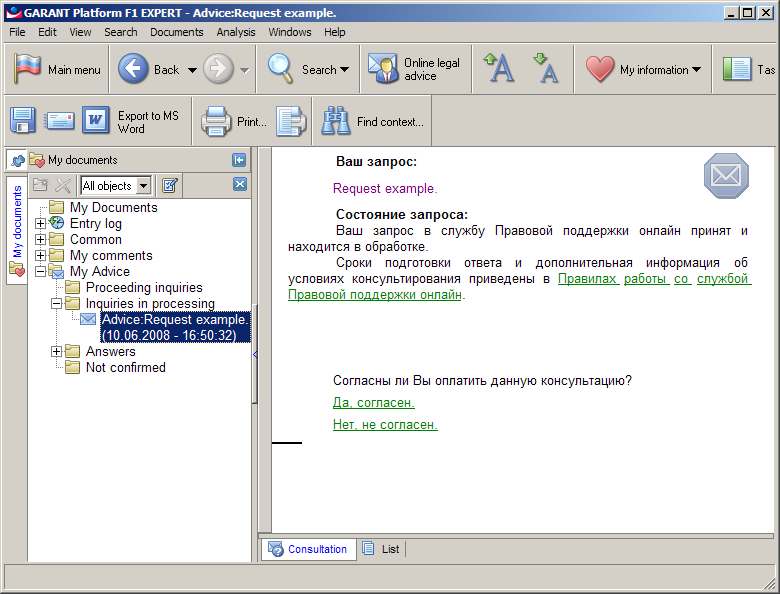 GARANT Platform F1 EXPERT - Advice:Request example.
File Edit View Search Documents Analysis Windows Help
Main menu Back Search Online legal
advice My information Tas
Export to MS
Word Print... Find context...
My documents
All objects
My documents
My Documents
Entry log
Common
My comments
My Advice
Proceeding inquiries
Inquiries in processing
Advice:Request example.
(10.06.2008 - 16:50:32)
Answers
Not confirmed
Ваш запрос:
Request example.
Состояние запроса:
Ваш запрос в службу Правовой поддержки онлайн принят и
находится в обработке.
Сроки подготовки ответа и дополнительная информация об
условиях консультирования приведены в Правилах работы со службой
Правовой поддержки онлайн.
Согласны ли Вы оплатить данную консультацию?
Да, согласен.
Нет, не согласен.
Consultation List